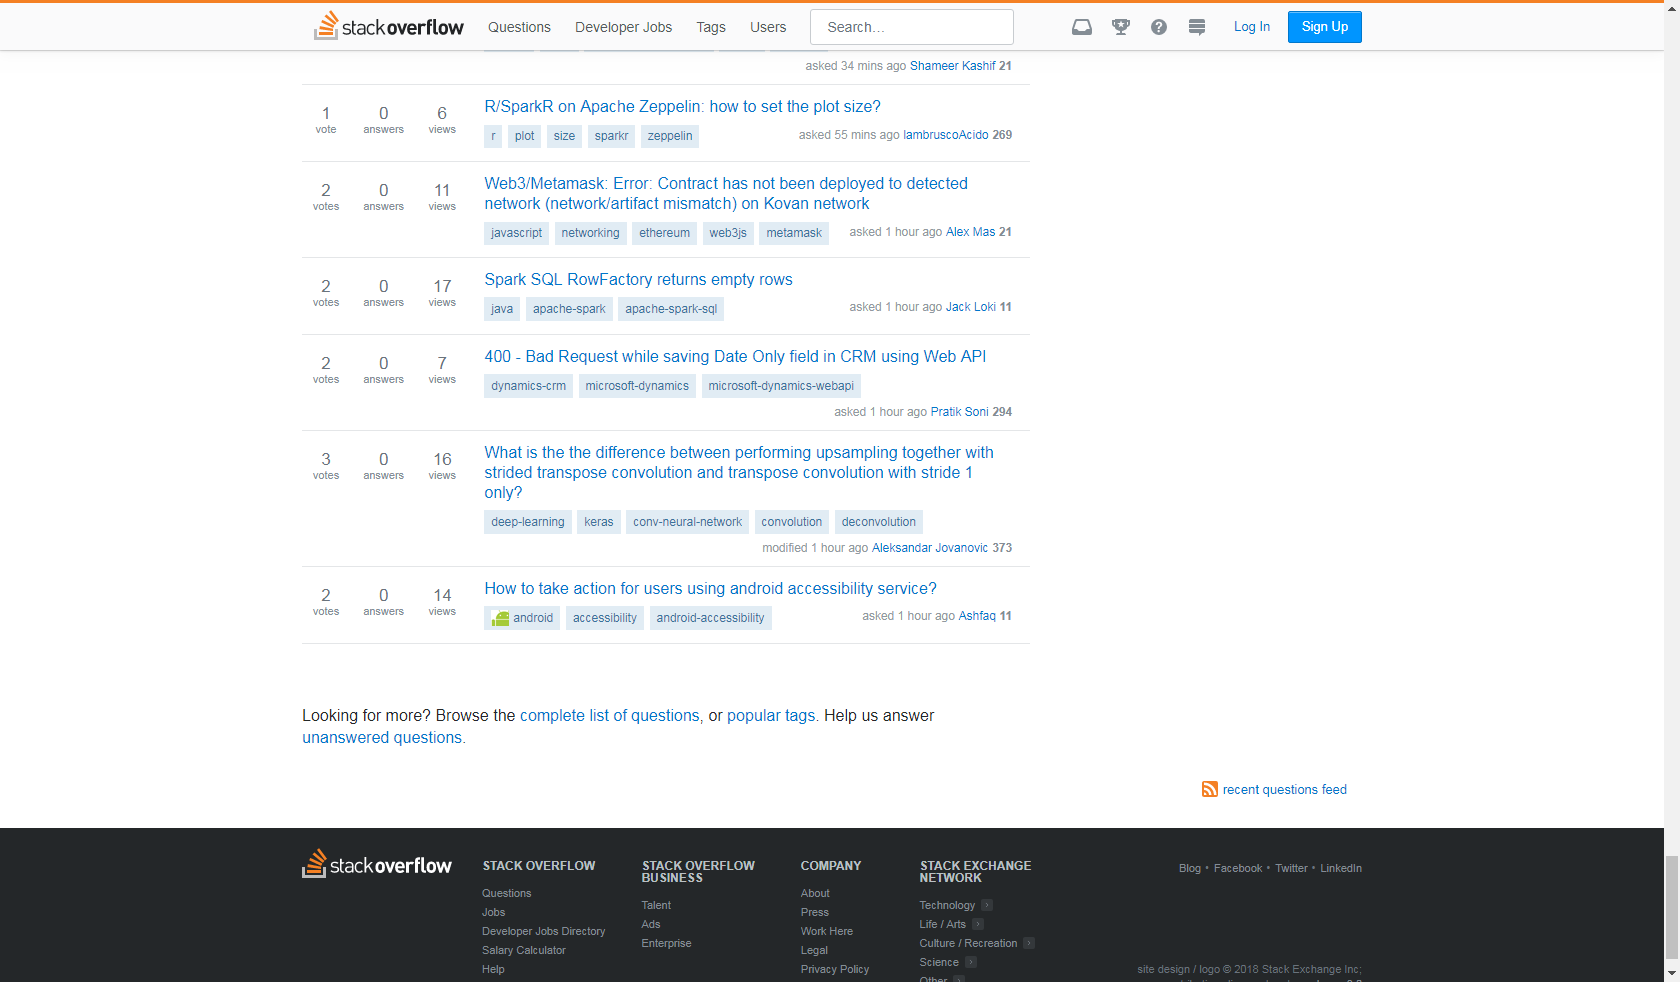 stackoverflow Questions Developer Jobs Tags Users Search... Log In Sign Up
asked 34 mins ago Shameer Kashif 21
1 vote 0 answers 6 views
R/SparkR on Apache Zeppelin: how to set the plot size?
r plot size sparkr zeppelin
asked 55 mins ago lambruscoAcido 269
2 votes 0 answers 11 views
Web3/Metamask: Error: Contract has not been deployed to detected
network (network/artifact mismatch) on Kovan network
javascript networking ethereum web3js metamask
asked 1 hour ago Alex Mas 21
2 votes 0 answers 17 views
Spark SQL RowFactory returns empty rows
java apache-spark apache-spark-sql
asked 1 hour ago Jack Loki 11
2 votes 0 answers 7 views
400 - Bad Request while saving Date Only field in CRM using Web API
dynamics-crm microsoft-dynamics microsoft-dynamics-webapi
asked 1 hour ago Pratik Soni 294
3 votes 0 answers 16 views
What is the the difference between performing upsampling together with
strided transpose convolution and transpose convolution with stride 1
only?
deep-learning keras conv-neural-network convolution deconvolution
modified 1 hour ago Aleksandar Jovanovic 373
2 votes 0 answers 14 views
How to take action for users using android accessibility service?
android accessibility android-accessibility
asked 1 hour ago Ashfaq 11
Looking for more? Browse the complete list of questions, or popular tags. Help us answer
unanswered questions.
recent questions feed
stackoverflow
STACK OVERFLOW
Questions
Jobs
Developer Jobs Directory
Salary Calculator
Help
STACK OVERFLOW
BUSINESS
Talent
Ads
Enterprise
COMPANY
About
Press
Work Here
Legal
Privacy Policy
STACK EXCHANGE
NETWORK
Technology
Life / Arts
Culture / Recreation
Science
Other
Blog • Facebook • Twitter • LinkedIn
site design / logo © 2018 Stack Exchange Inc;